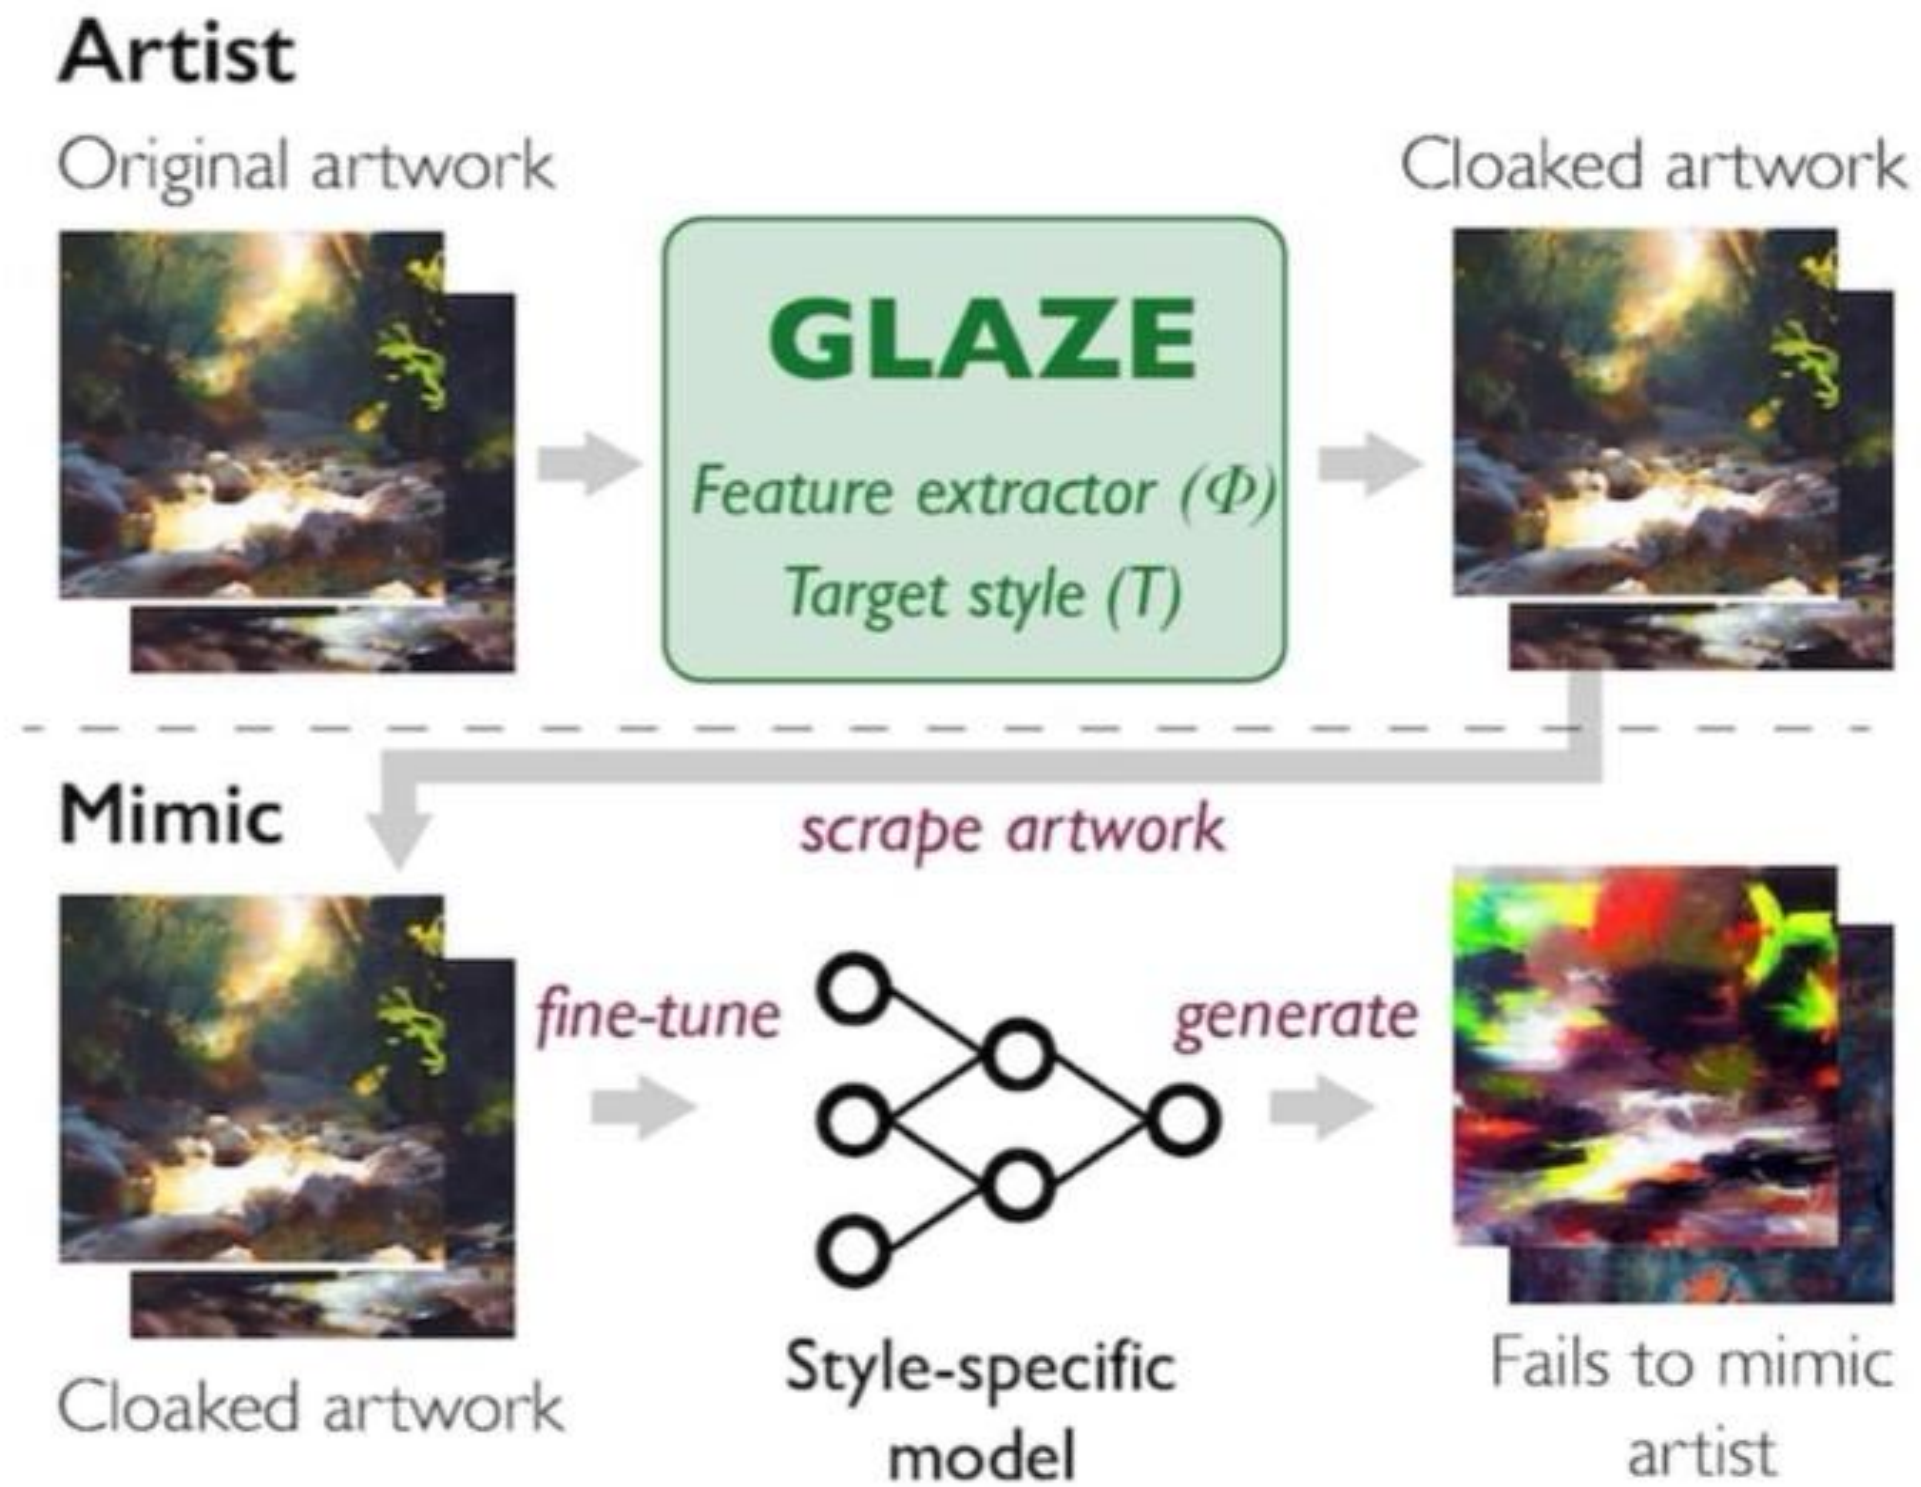 Artist
Original artwork
Cloaked artwork
GLAZE
Feature extractor (Φ)
Target style (T)
Mimic
scrape artwork
fine-tune
generate
Cloaked artwork
Style-specific
model
Fails to mimic
artist